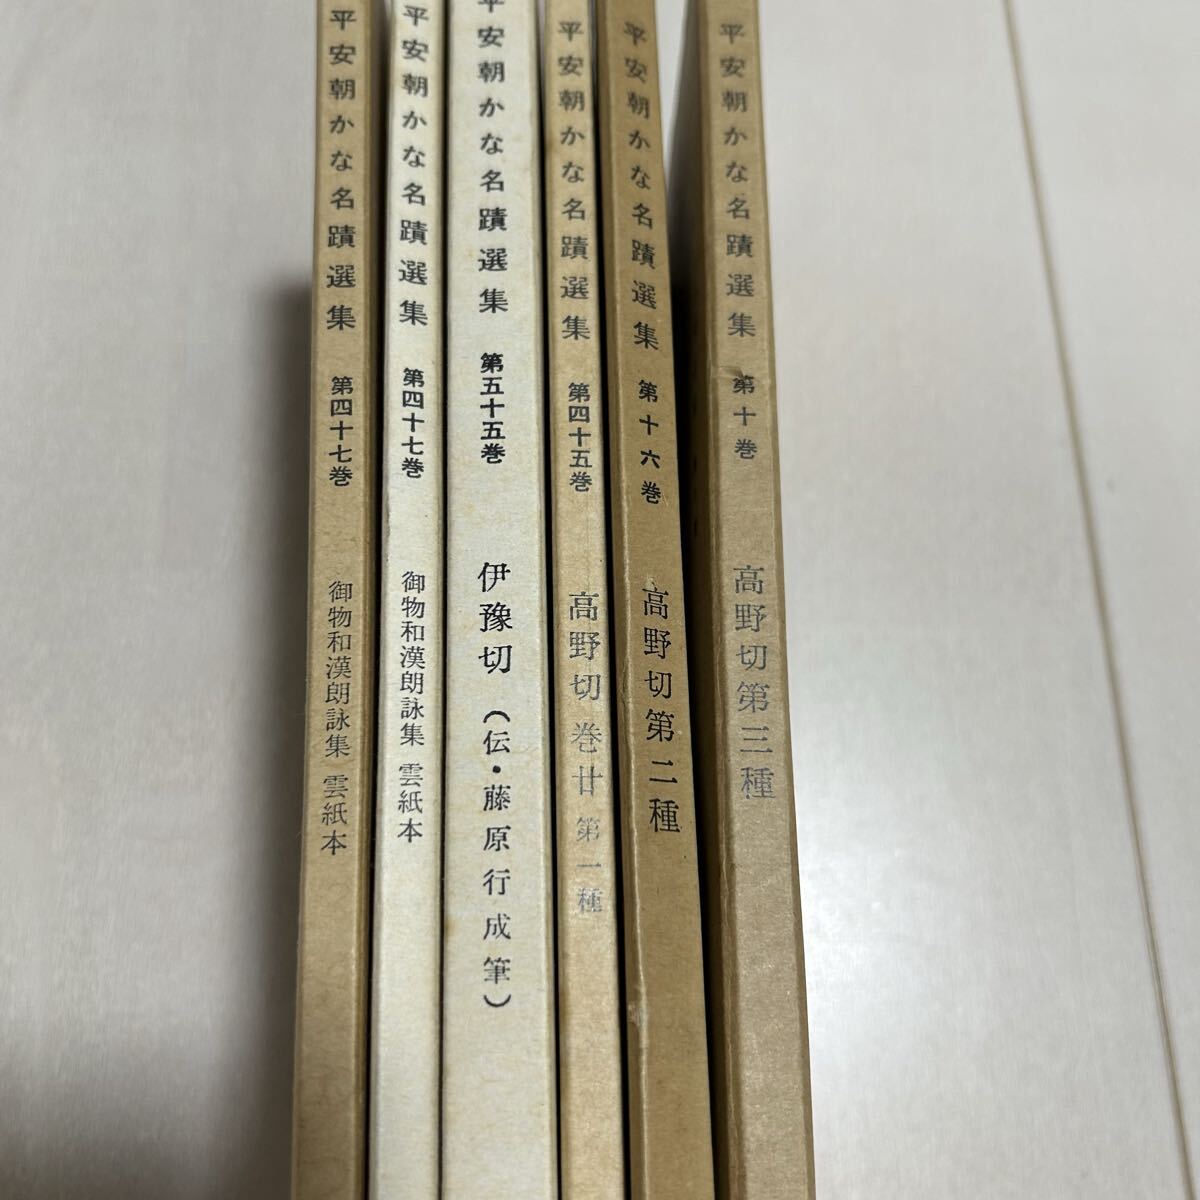 平安朝かな名蹟選集 第十巻 高野切第三種
平安朝かな名蹟選集 第十六巻 高野切第二種
平安朝かな名蹟選集 第四十五巻 高野切 巻廿 第一種
平安朝かな名蹟選集 第五十五巻 伊豫切(伝・藤原行成筆)
平安朝かな名蹟選集 第四十七巻 御物和漢朗詠集 雲紙本
平安朝かな名蹟選集 第四十七巻 御物和漢朗詠集 雲紙本